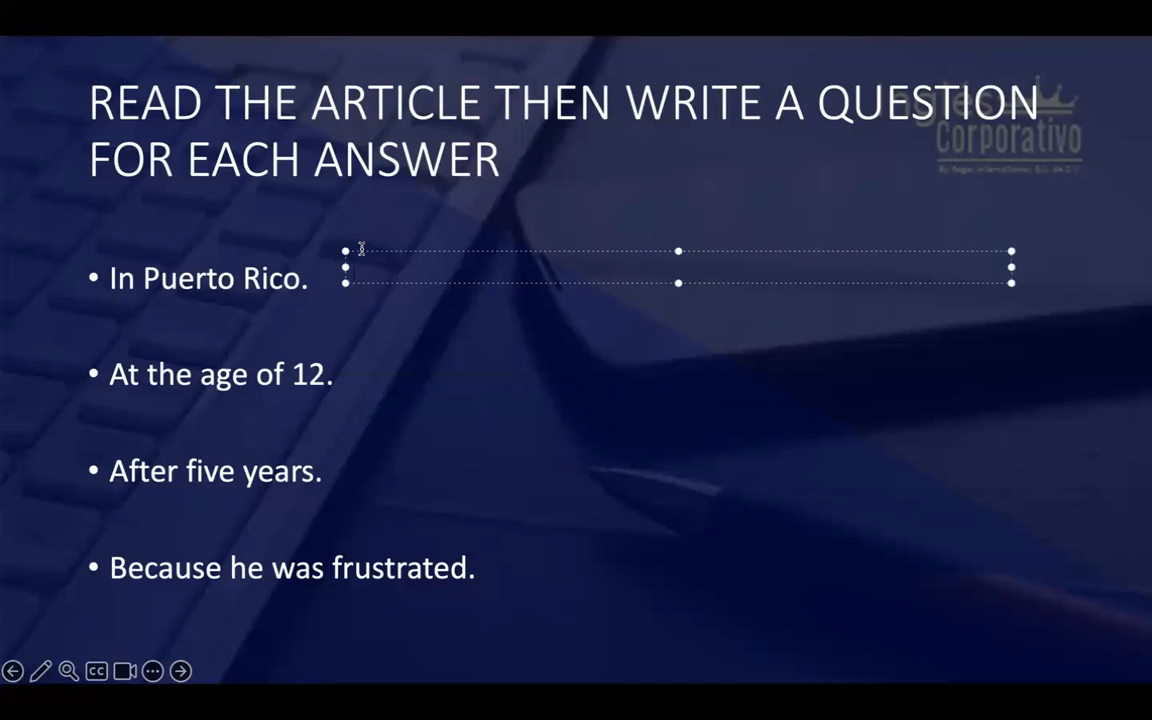 READ THE ARTICLE THEN WRITE A QUESTION
FOR EACH ANSWER
Corporativo
• In Puerto Rico.
• At the age of 12.
• After five years.
• Because he was frustrated.
CC